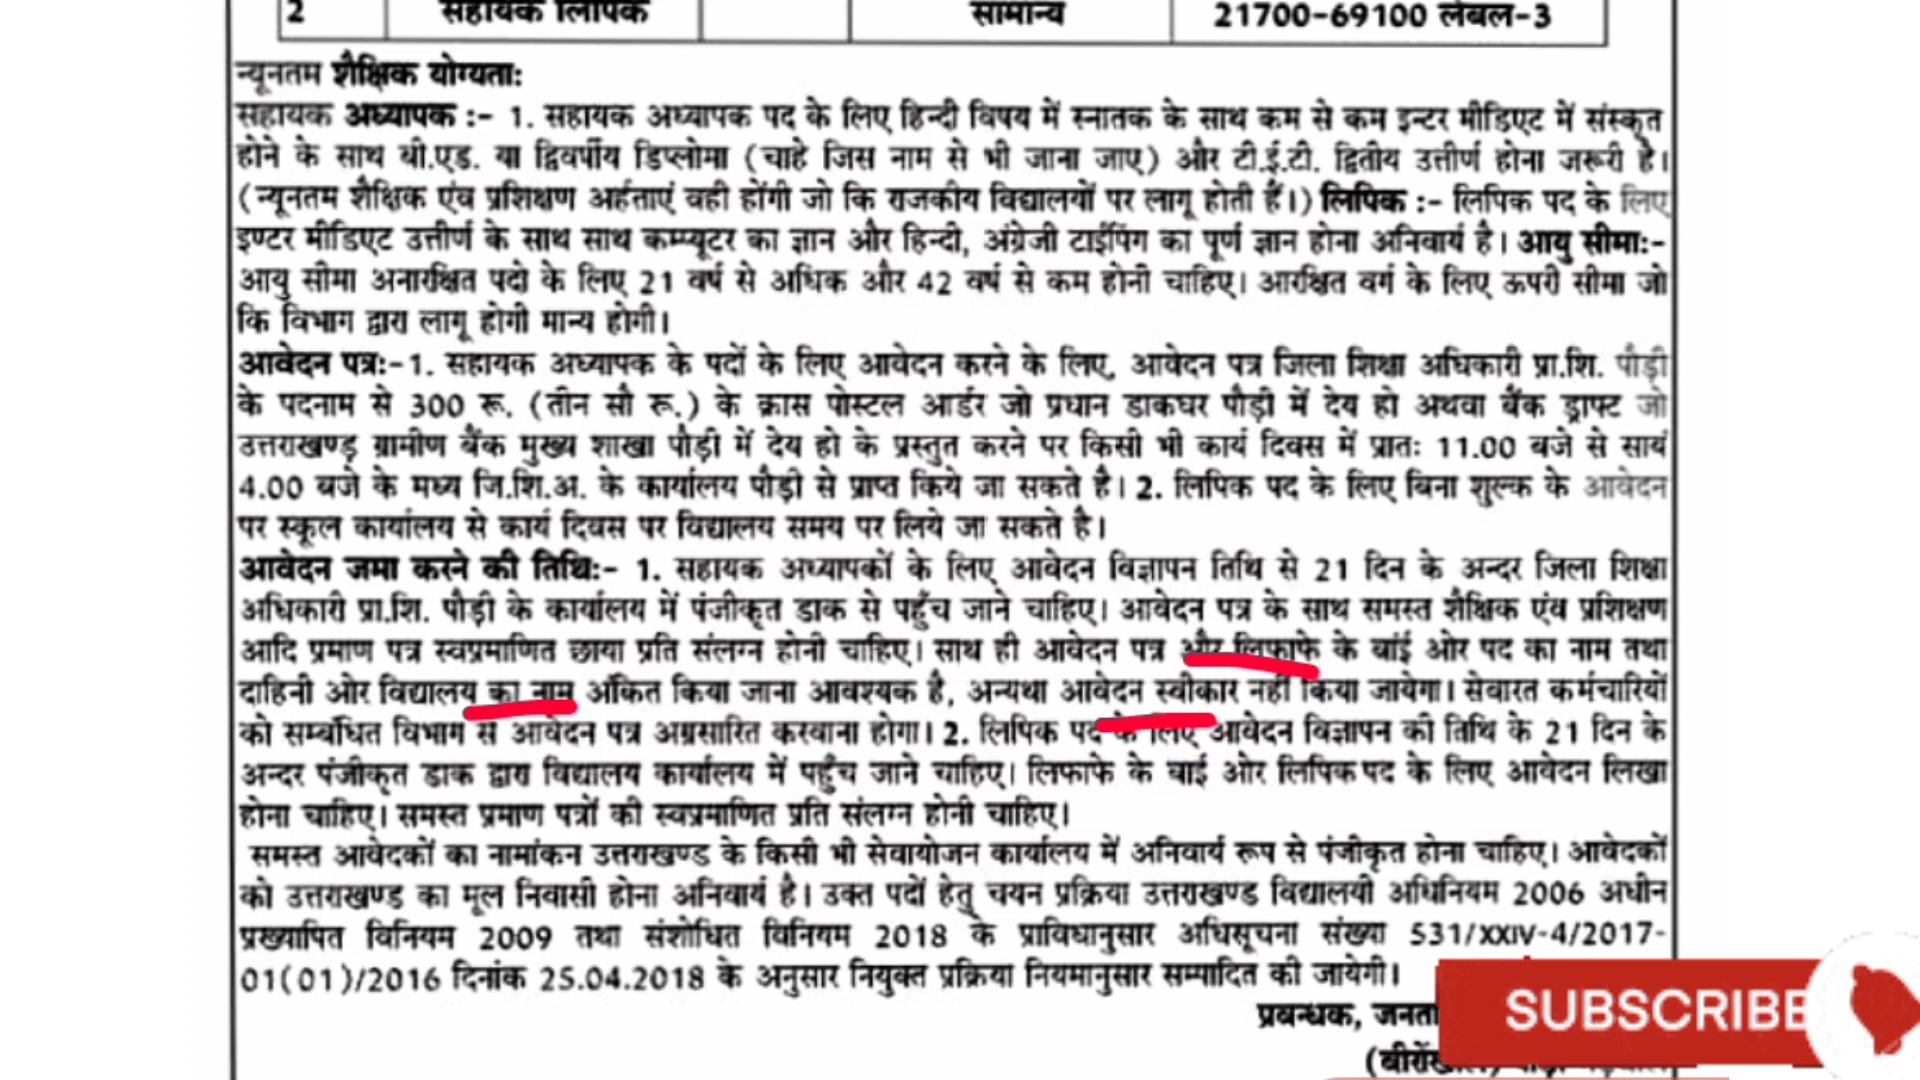 2 सहायक लिपिक सामान्य 21700-69100 लेबल-3
न्यूनतम शैक्षिक योग्यता:
सहायक अध्यापक :- 1. सहायक अध्यापक पद के लिए हिन्दी विषय में स्नातक के साथ कम से कम इन्टर मीडिएट में संस्कृत
होने के साथ बी.एड. या द्विवर्षीय डिप्लोमा (चाहे जिस नाम से भी जाना जाए) और टी.ई.टी. द्वितीय उत्तीर्ण होना जरूरी है।
(न्यूनतम शैक्षिक एंव प्रशिक्षण अर्हताएं वही होंगी जो कि राजकीय विद्यालयों पर लागू होती हैं।) लिपिक :- लिपिक पद के लिए
इण्टर मीडिएट उत्तीर्ण के साथ साथ कम्प्यूटर का ज्ञान और हिन्दी, अंग्रेजी टाईपिंग का पूर्ण ज्ञान होना अनिवार्य है। आयु सीमा:-
आयु सीमा अनारक्षित पदो के लिए 21 वर्ष से अधिक और 42 वर्ष से कम होनी चाहिए। आरक्षित वर्ग के लिए ऊपरी सीमा जो
कि विभाग द्वारा लागू होगी मान्य होगी।
आवेदन पत्र:-1. सहायक अध्यापक के पदों के लिए आवेदन करने के लिए, आवेदन पत्र जिला शिक्षा अधिकारी प्रा.शि. पौड़ी
के पदनाम से 300 रू. (तीन सौ रू.) के क्रास पोस्टल आर्डर जो प्रधान डाकघर पौड़ी में देय हो अथवा बैंक ड्राफ्ट जो
उत्तराखण्ड ग्रामीण बैंक मुख्य शाखा पौड़ी में देय हो के प्रस्तुत करने पर किसी भी कार्य दिवस में प्रातः 11.00 बजे से सायं
4.00 बजे के मध्य जि.शि.अ. के कार्यालय पौड़ी से प्राप्त किये जा सकते है। 2. लिपिक पद के लिए बिना शुल्क के आवेदन
पर स्कूल कार्यालय से कार्य दिवस पर विद्यालय समय पर लिये जा सकते है।
आवेदन जमा करने की तिथि:- 1. सहायक अध्यापकों के लिए आवेदन विज्ञापन तिथि से 21 दिन के अन्दर जिला शिक्षा
अधिकारी प्रा.शि. पौड़ी के कार्यालय में पंजीकृत डाक से पहुँच जाने चाहिए। आवेदन पत्र के साथ समस्त शैक्षिक एंव प्रशिक्षण
आदि प्रमाण पत्र स्वप्रमाणित छाया प्रति संलग्न होनी चाहिए। साथ ही आवेदन पत्र और लिफाफे के बांई ओर पद का नाम तथा
दाहिनी ओर विद्यालय का नाम अंकित किया जाना आवश्यक है, अन्यथा आवेदन स्वीकार नहीं किया जायेगा। सेवारत कर्मचारियों
को सम्बंधित विभाग से आवेदन पत्र अग्रसारित करवाना होगा। 2. लिपिक पद के लिए आवेदन विज्ञापन की तिथि के 21 दिन के
अन्दर पंजीकृत डाक द्वारा विद्यालय कार्यालय में पहुँच जाने चाहिए। लिफाफे के बाई ओर लिपिक पद के लिए आवेदन लिखा
होना चाहिए। समस्त प्रमाण पत्रों की स्वप्रमाणित प्रति संलग्न होनी चाहिए।
समस्त आवेदकों का नामांकन उत्तराखण्ड के किसी भी सेवायोजन कार्यालय में अनिवार्य रूप से पंजीकृत होना चाहिए। आवेदकों
को उत्तराखण्ड का मूल निवासी होना अनिवार्य है। उक्त पदों हेतु चयन प्रक्रिया उत्तराखण्ड विद्यालयी अधिनियम 2006 अधीन
प्रख्यापित विनियम 2009 तथा संशोधित विनियम 2018 के प्राविधानुसार अधिसूचना संख्या 531/XXIV-4/2017-
01(01)/2016 दिनांक 25.04.2018 के अनुसार नियुक्त प्रक्रिया नियमानुसार सम्पादित की जायेगी।
प्रबन्धक, जनता
SUBSCRIBE